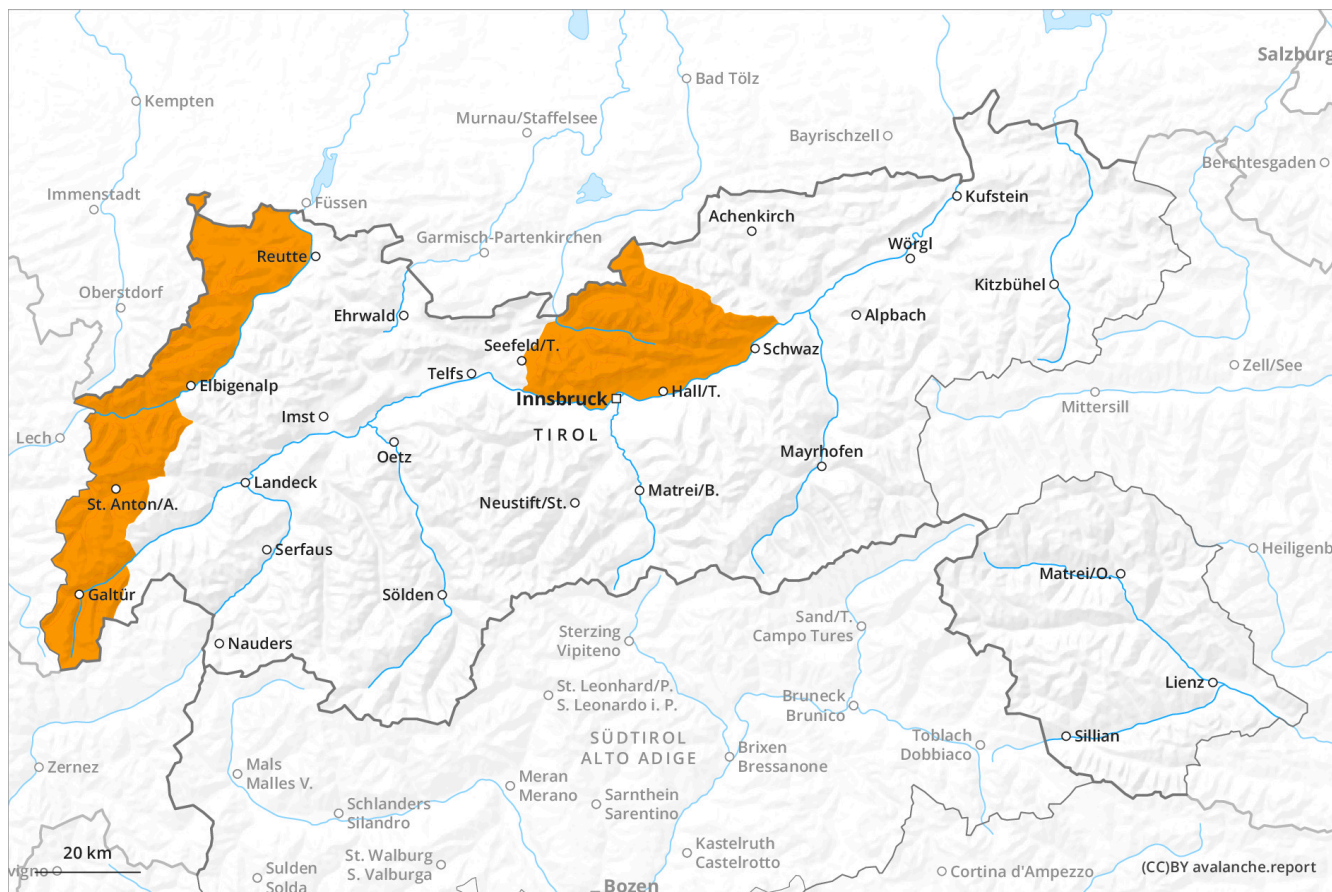 Salzburg
Bad Tölz
Kempten
Murnau/Staffelsee
Bayrischzell
Berchtesgaden
Immenstadt
Füssen
Kufstein
Achenkirch
Garmisch-Partenkirchen
Wörgl
Reutte
Oberstdorf
Kitzbühel
Ehrwald
Alpbach
Seefeld/T.
Schwaz
Zell/See
Telfs
Elbigenalp
Hall/T.
Innsbruck
Mittersill
Imst
TIROL
Lech
Oetz
Mayrhofen
Landeck
Matrei/B.
St. Anton/A.
Neustift/St.
Serfaus
Heiligenb
Matrei/O.
Galtür
Sölden
Sand/T.
Campo Tures
Sterzing
Vipiteno
Nauders
Lienz
St. Leonhard/P.
S. Leonardo i. P.
Bruneck
Brunico
SÜDTIROL
ALTO ADIGE
Toblach
Dobbiaco
Sillian
Brixen
Bressanone
Zernez
Mals
Malles V.
Meran
Merano
Sarnthein
Sarentino
Schlanders
Silandro
Kastelruth
Castelrotto
20 km
St. Walburg
S. Valburga
vigno
Sulden
Solda
Cortina d'Ampezzo
(CC)BY avalanche.report
Bozen